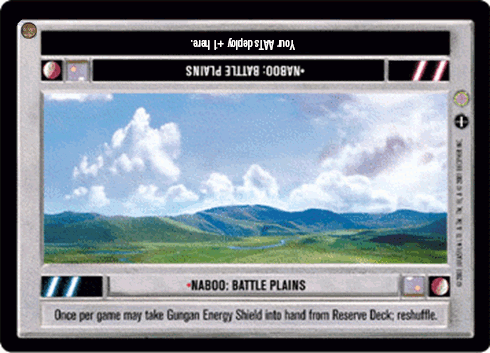 Your AATs deploy + 1 here.
•NABOO: BATTLE PLAINS
•NABOO: BATTLE PLAINS
Once per game may take Gungan Energy Shield into hand from Reserve Deck; reshuffle.